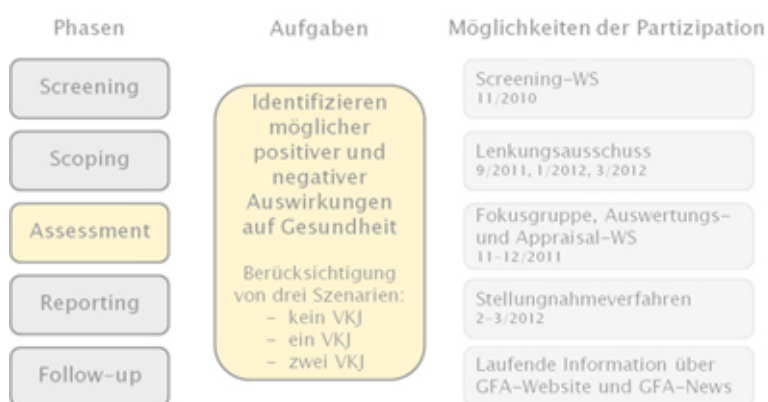 Phasen
Aufgaben
Möglichkeiten der Partizipation
Screening
Scoping
Assessment
Reporting
Follow-up
Identifizieren
möglicher
positiver und
negativer
Auswirkungen
auf Gesundheit
Berücksichtigung
von drei Szenarien:
– kein VKJ
– ein VKJ
– zwei VKJ
Screening-WS
11/2010
Lenkungsausschuss
9/2011, 1/2012, 3/2012
Fokusgruppe, Auswertungs-
und Appraisal-WS
11-12/2011
Stellungnahmeverfahren
2-3/2012
Laufende Information über
GFA-Website und GFA-News